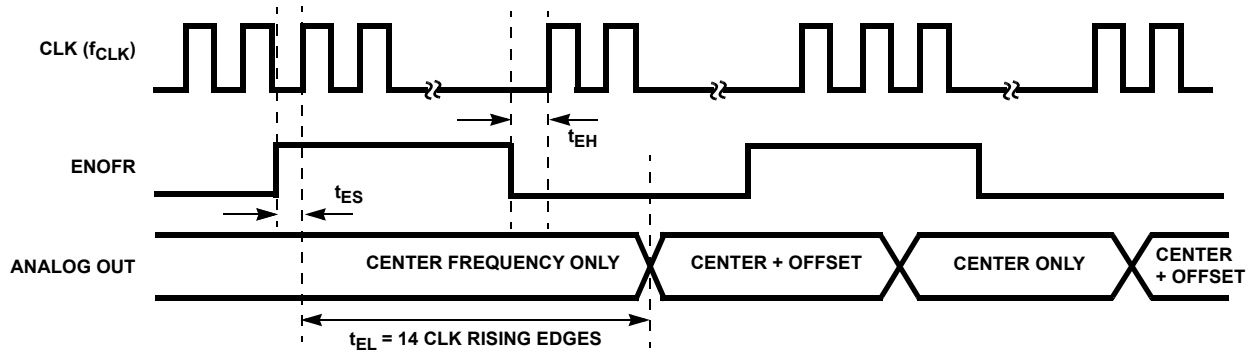 CLK (fCLK)
tEH
ENOFR
tES
ANALOG OUT
CENTER FREQUENCY ONLY
CENTER + OFFSET
CENTER ONLY
CENTER
+ OFFSET
tEL = 14 CLK RISING EDGES